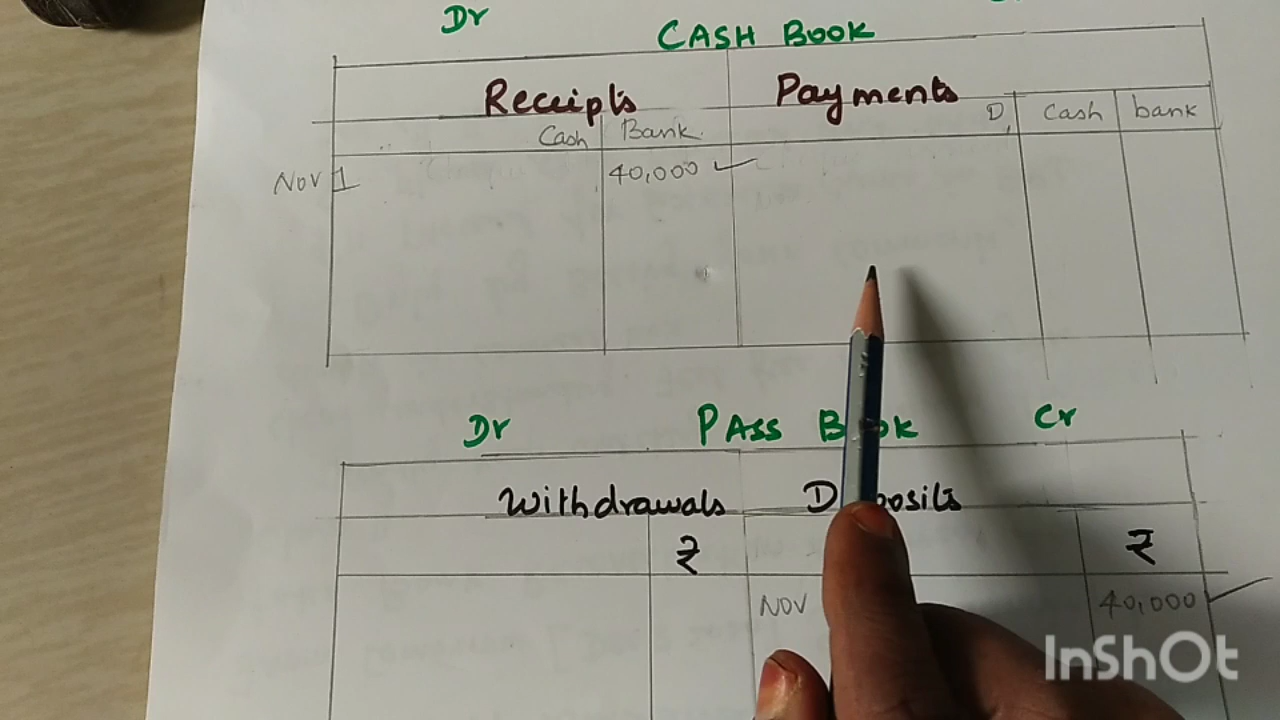 Dr
CASH BOOK
Receipts Payments
Cash Bank D. Cash bank
Nov 1 40,000
Dr PASS Cr
Withdrawals
₹ ₹
NOV 40,000
InShOt